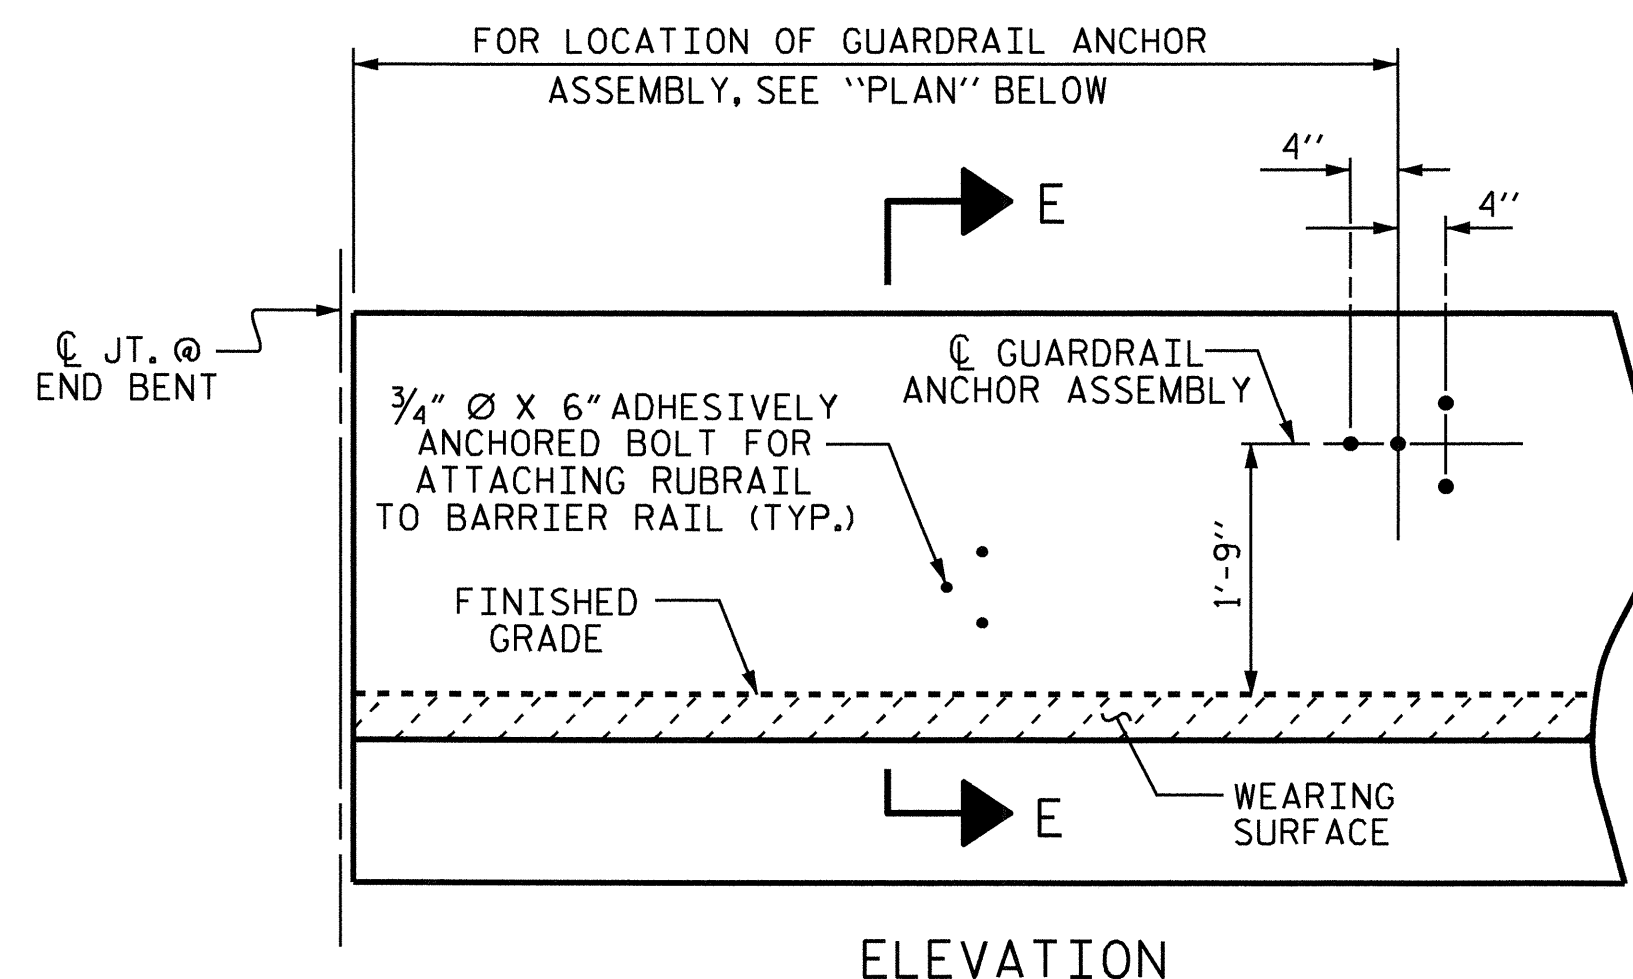 FOR LOCATION OF GUARDRAIL ANCHOR
ASSEMBLY, SEE ‘‘PLAN’’ BELOW
4’’
4’’
E
℄ JT. @
END BENT
℄ GUARDRAIL
ANCHOR ASSEMBLY
¾" Ø X 6" ADHESIVELY
ANCHORED BOLT FOR
ATTACHING RUBRAIL
TO BARRIER RAIL (TYP.)
1’-9’’
FINISHED
GRADE
E
WEARING
SURFACE
ELEVATION